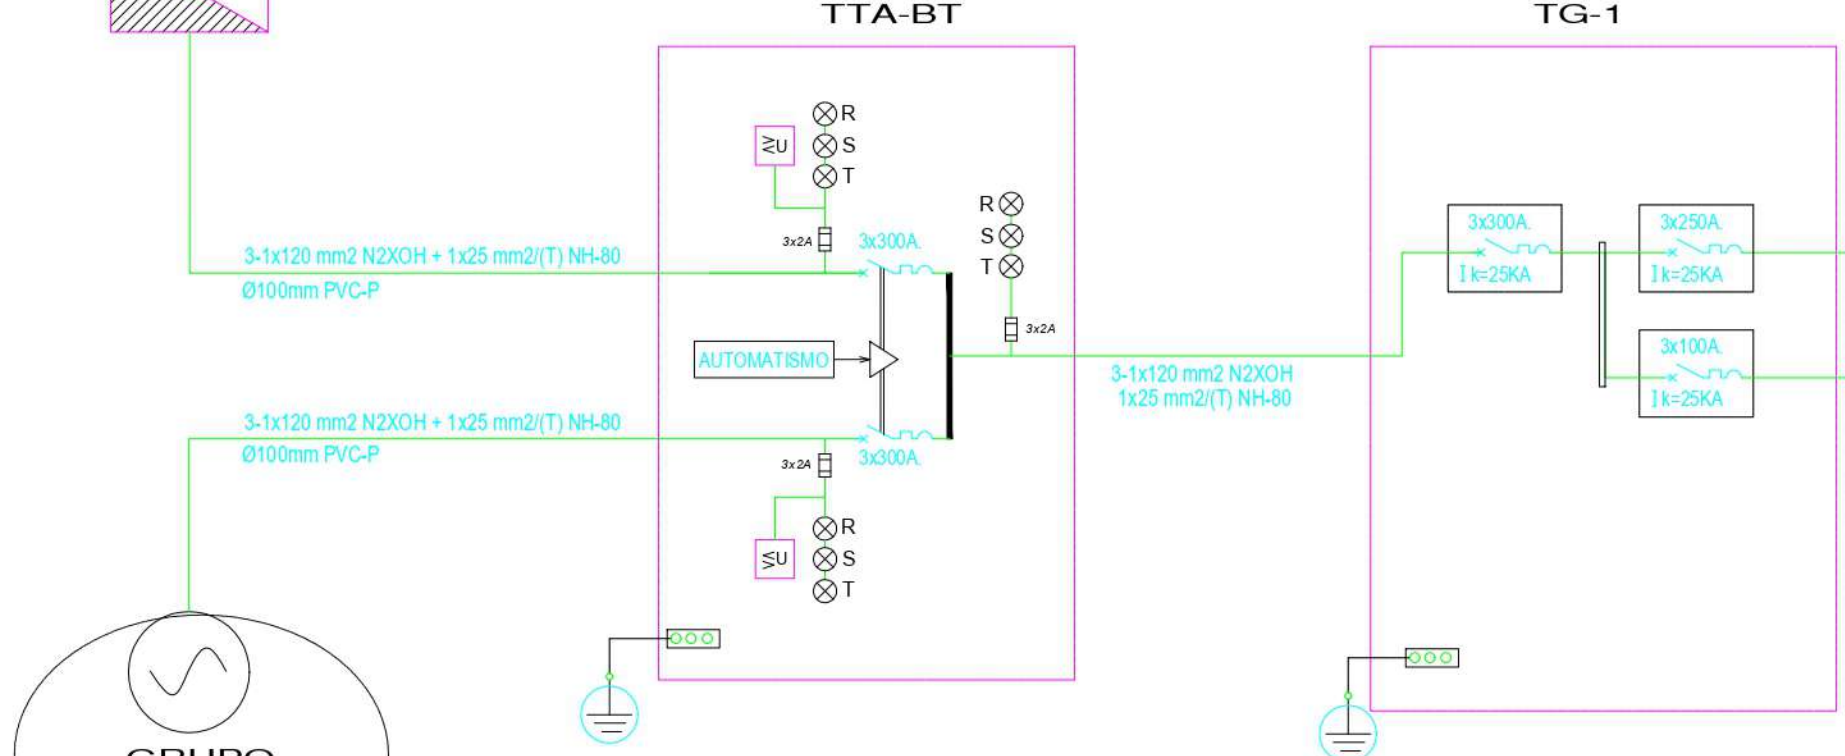 TTA-BT
TG-1
R
S
T
≥U
3x2A
3x300A.
3-1x120 mm2 N2XOH + 1x25 mm2/(T) NH-80
Ø100mm PVC-P
R
S
T
3x2A
3x300A.
Ik=25KA
3x250A.
Ik=25KA
AUTOMATISMO
3x100A.
Ik=25KA
3-1x120 mm2 N2XOH
1x25 mm2/(T) NH-80
3-1x120 mm2 N2XOH + 1x25 mm2/(T) NH-80
Ø100mm PVC-P
3x2A
3x300A.
R
S
T
≥U
GRUPO